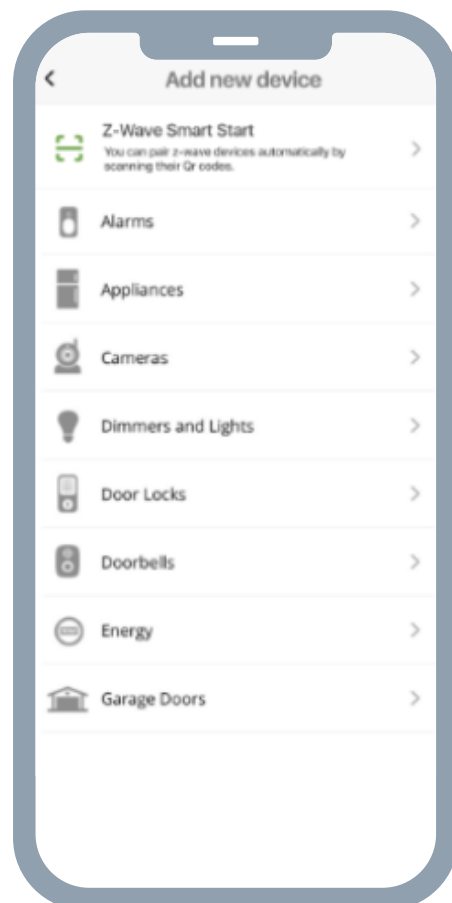 Add new device
Z-Wave Smart Start
You can pair z-wave devices automatically by
scanning their Qr codes.
Alarms
Appliances
Cameras
Dimmers and Lights
Door Locks
Doorbells
Energy
Garage Doors